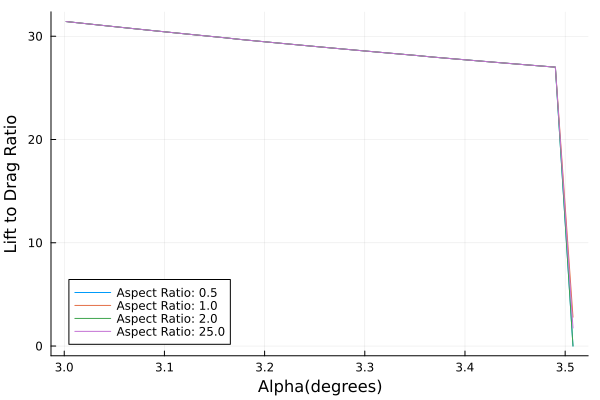 30
20
10
0
Lift to Drag Ratio
Aspect Ratio: 0.5
Aspect Ratio: 1.0
Aspect Ratio: 2.0
Aspect Ratio: 25.0
3.0 3.1 3.2 3.3 3.4 3.5
Alpha(degrees)